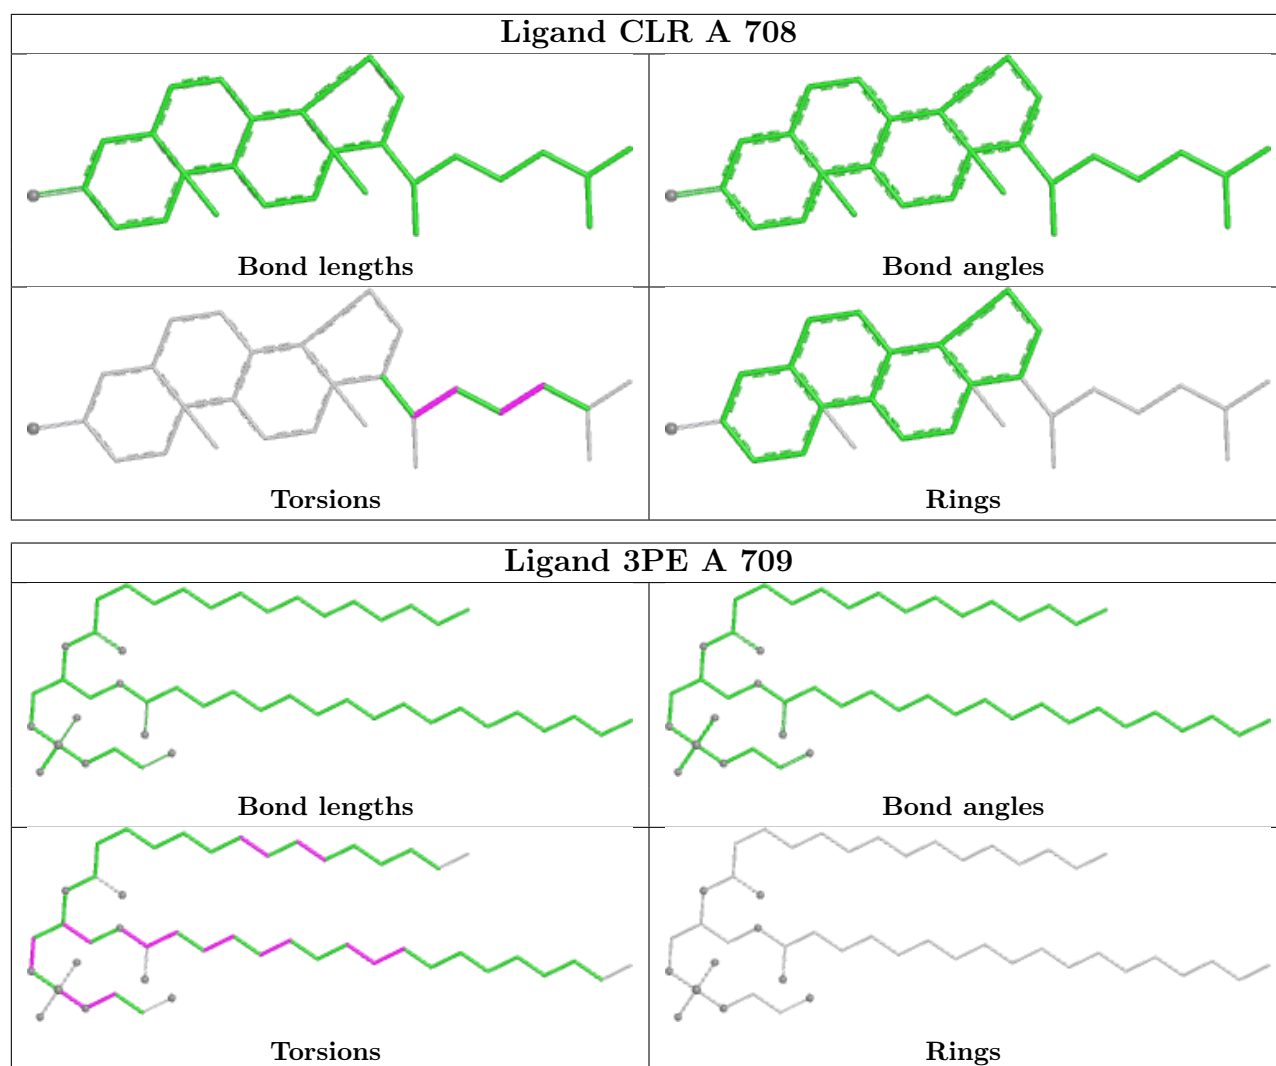 Ligand CLR A 708
Bond lengths
Bond angles
Torsions
Rings
Ligand 3PE A 709
Bond lengths
Bond angles
Torsions
Rings